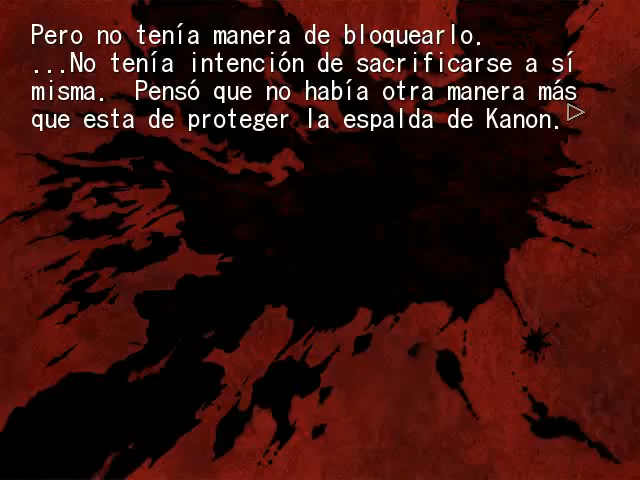 Pero no tenía manera de bloquearlo.
...No tenía intención de sacrificarse a sí
misma.  Pensó que no había otra manera más
que esta de proteger la espalda de Kanon.